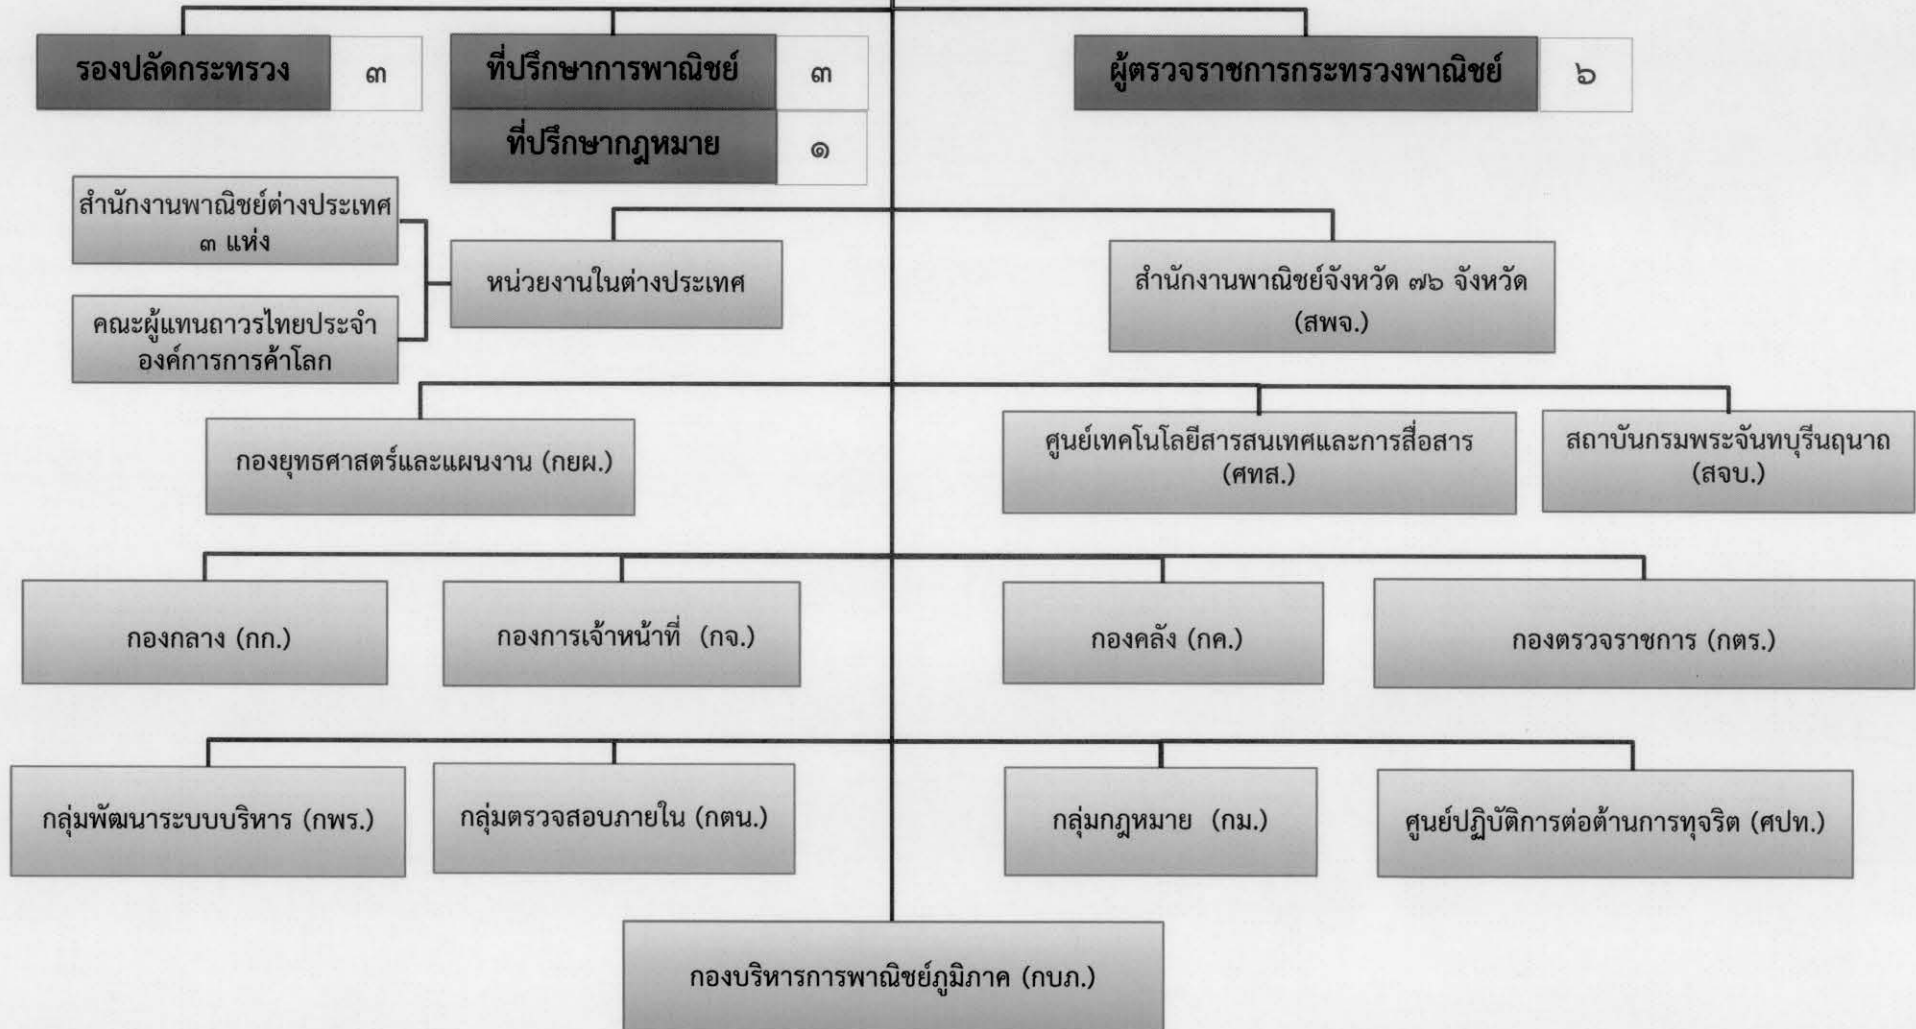 รองปลัดกระทรวง ๓
ที่ปรึกษาการพาณิชย์ ๓
ที่ปรึกษากฎหมาย ๑
ผู้ตรวจราชการกระทรวงพาณิชย์ ๖
สำนักงานพาณิชย์ต่างประเทศ
๓ แห่ง
คณะผู้แทนถาวรไทยประจำ
องค์การการค้าโลก
หน่วยงานในต่างประเทศ
สำนักงานพาณิชย์จังหวัด ๗๖ จังหวัด
(สพจ.)
กองยุทธศาสตร์และแผนงาน (กยผ.)
ศูนย์เทคโนโลยีสารสนเทศและการสื่อสาร
(ศทส.)
สถาบันกรมพระจันทบุรีนฤนาถ
(สจบ.)
กองกลาง (กก.)
กองการเจ้าหน้าที่ (กจ.)
กองคลัง (กค.)
กองตรวจราชการ (กตร.)
กลุ่มพัฒนาระบบบริหาร (กพร.)
กลุ่มตรวจสอบภายใน (กตน.)
กลุ่มกฎหมาย (กม.)
ศูนย์ปฏิบัติการต่อต้านการทุจริต (ศปท.)
กองบริหารการพาณิชย์ภูมิภาค (กบภ.)